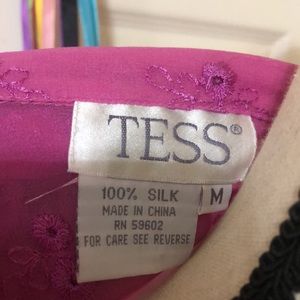 TESS®
100% SILK
M
MADE IN CHINA
RN 59602
FOR CARE SEE REVERSE